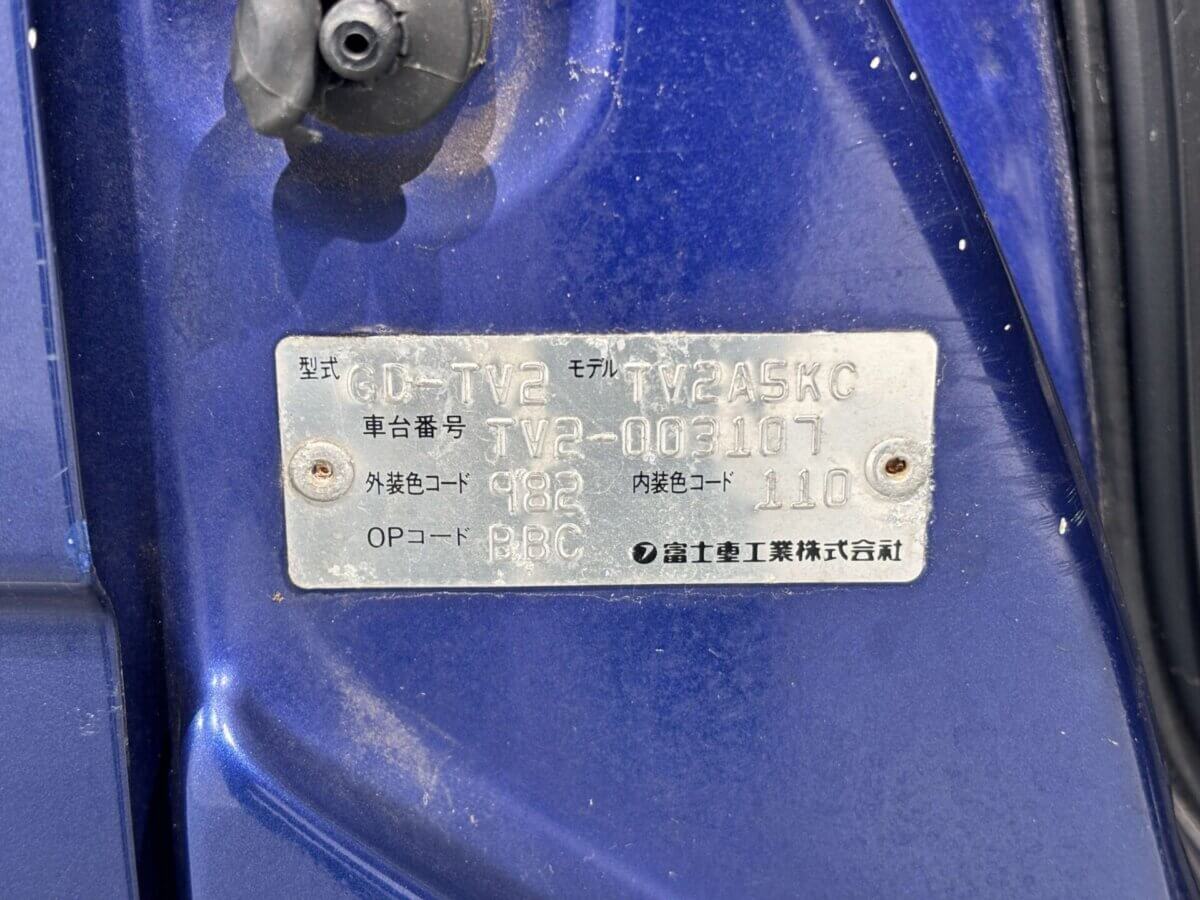 型式 GD-TV2 モデル TV2A5KC
車台番号 TV2-003107
外装色コード 982 内装色コード 110
OPコード BBC 富士重工業株式会社